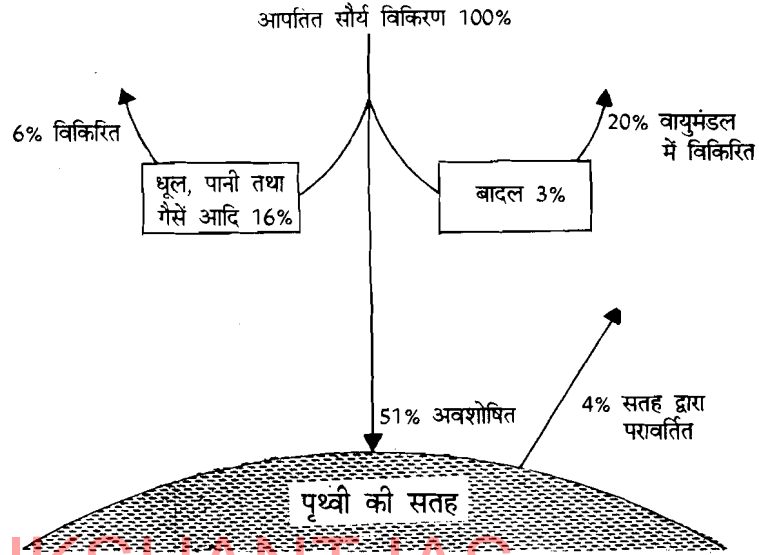 आपतित सौर्य विकिरण 100%
6% विकिरित
20% वायुमंडल
में विकिरित
धूल, पानी तथा
गैसें आदि 16%
बादल 3%
51% अवशोषित
4% सतह द्वारा
परावर्तित
पृथ्वी की सतह